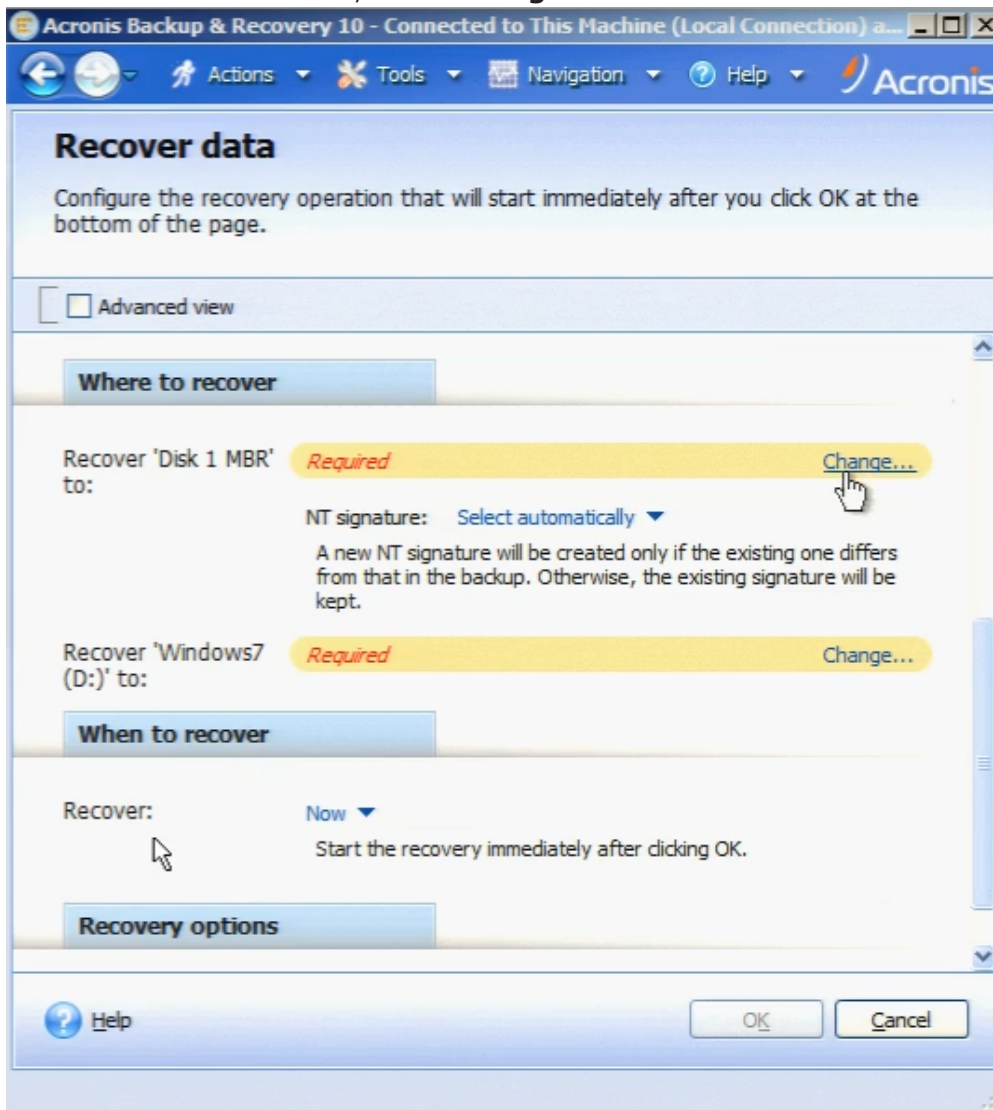 Acronis Backup & Recovery 10 - Connected to This Machine (Local Connection) a...
Actions Tools Navigation Help Acronis
Recover data
Configure the recovery operation that will start immediately after you click OK at the
bottom of the page.
Advanced view
Where to recover
Recover 'Disk 1 MBR' Required Change...
to:
NT signature: Select automatically
A new NT signature will be created only if the existing one differs
from that in the backup. Otherwise, the existing signature will be
kept.
Recover 'Windows7 Required Change...
(D:)' to:
When to recover
Recover: Now
Start the recovery immediately after clicking OK.
Recovery options
Help OK Cancel